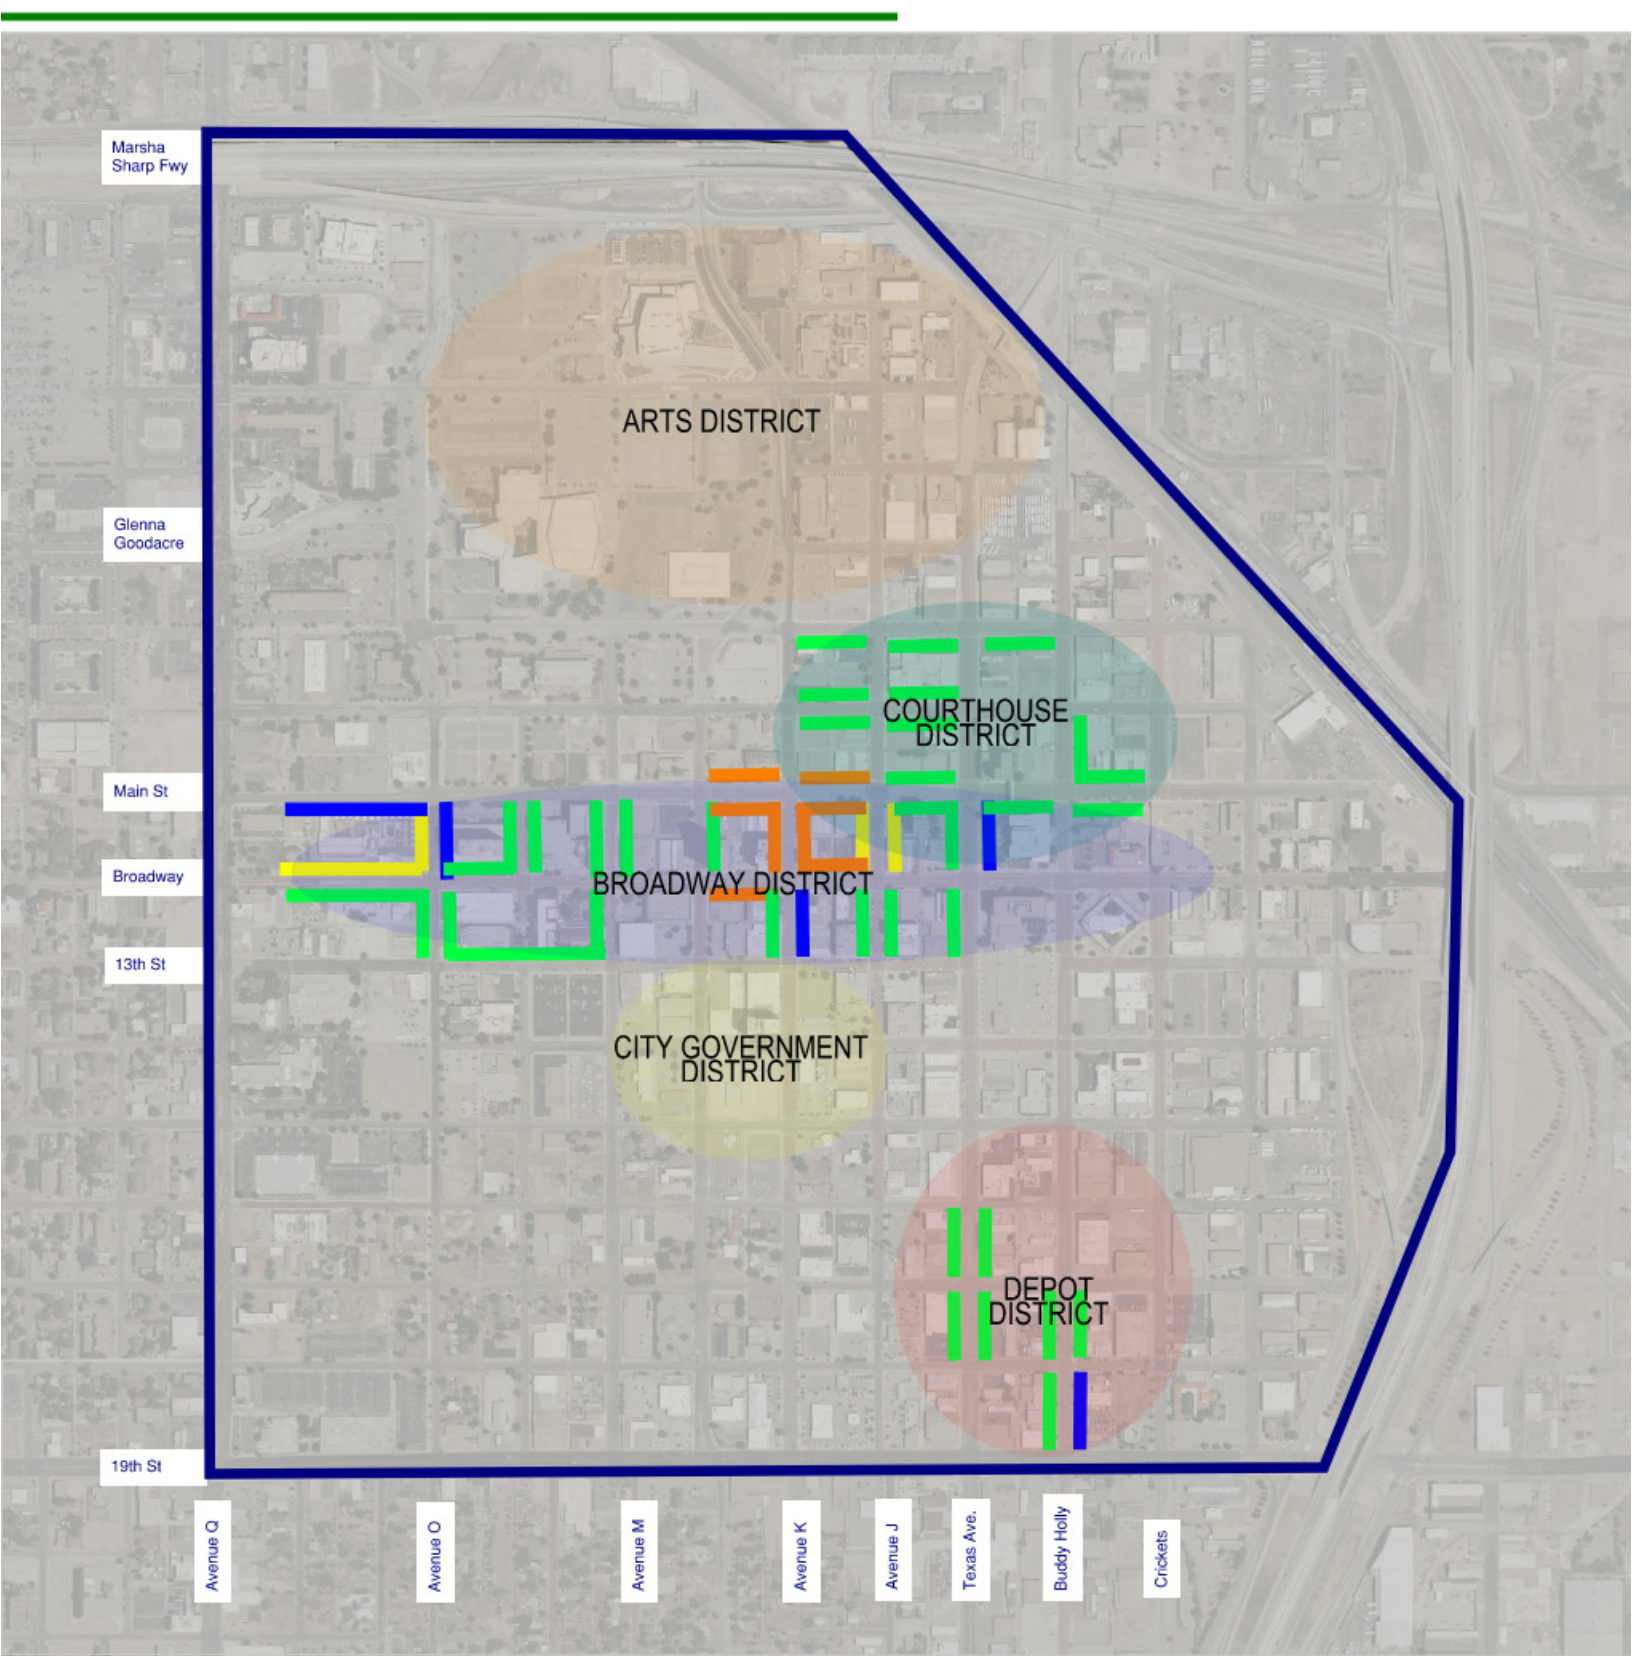 Marsha
Sharp Fwy
ARTS DISTRICT
Glenna
Goodacre
COURTHOUSE
DISTRICT
Main St
Broadway
BROADWAY DISTRICT
13th St
CITY GOVERNMENT
DISTRICT
DEPOT
DISTRICT
19th St
Avenue Q
Avenue O
Avenue M
Avenue K
Avenue J
Texas Ave.
Buddy Holly
Crickets